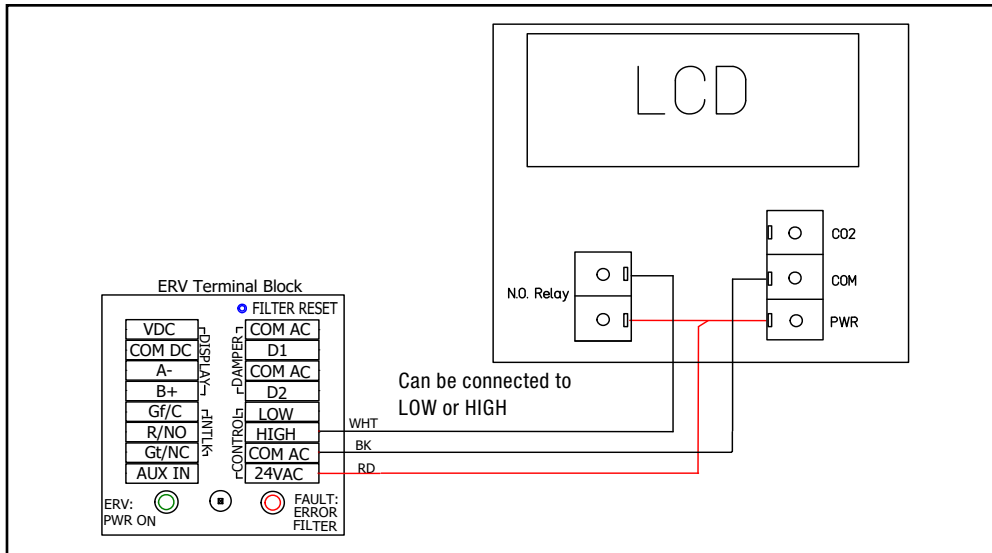 LCD
CO2
COM
PWR
N.O. Relay
ERV Terminal Block
FILTER RESET
VDC
COM DC
A-
B+
Gf/C
R/NO
Gt/NC
AUX IN
DISPLAY
INTLK
DAMPER
CONTROL
COM AC
D1
COM AC
D2
LOW
HIGH
COM AC
24VAC
Can be connected to
LOW or HIGH
WHT
BK
RD
ERV:
PWR ON
FAULT:
ERROR
FILTER